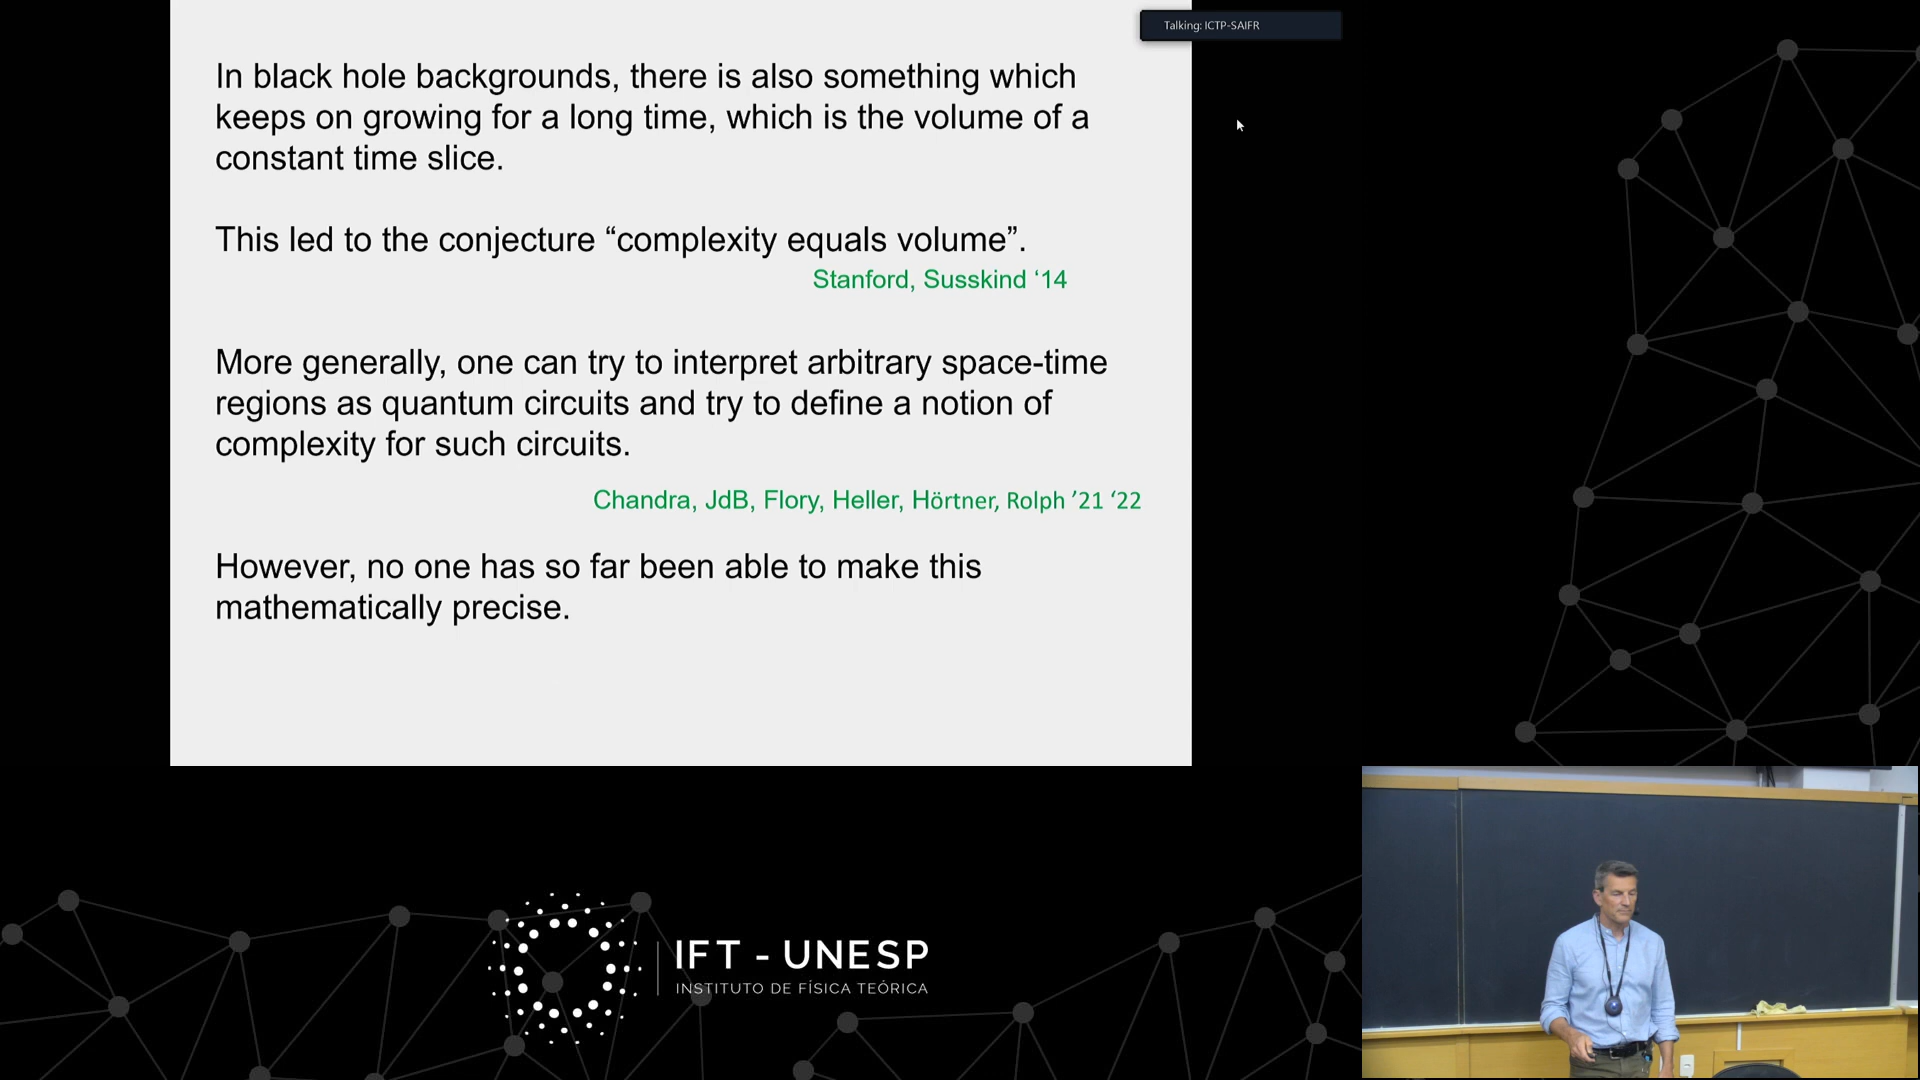 Talking: ICTP-SAIFR
In black hole backgrounds, there is also something which
keeps on growing for a long time, which is the volume of a
constant time slice.
This led to the conjecture “complexity equals volume”.
Stanford, Susskind ‘14
More generally, one can try to interpret arbitrary space-time
regions as quantum circuits and try to define a notion of
complexity for such circuits.
Chandra, JdB, Flory, Heller, Hörtner, Rolph ’21 ‘22
However, no one has so far been able to make this
mathematically precise.
IFT - UNESP
INSTITUTO DE FÍSICA TEÓRICA